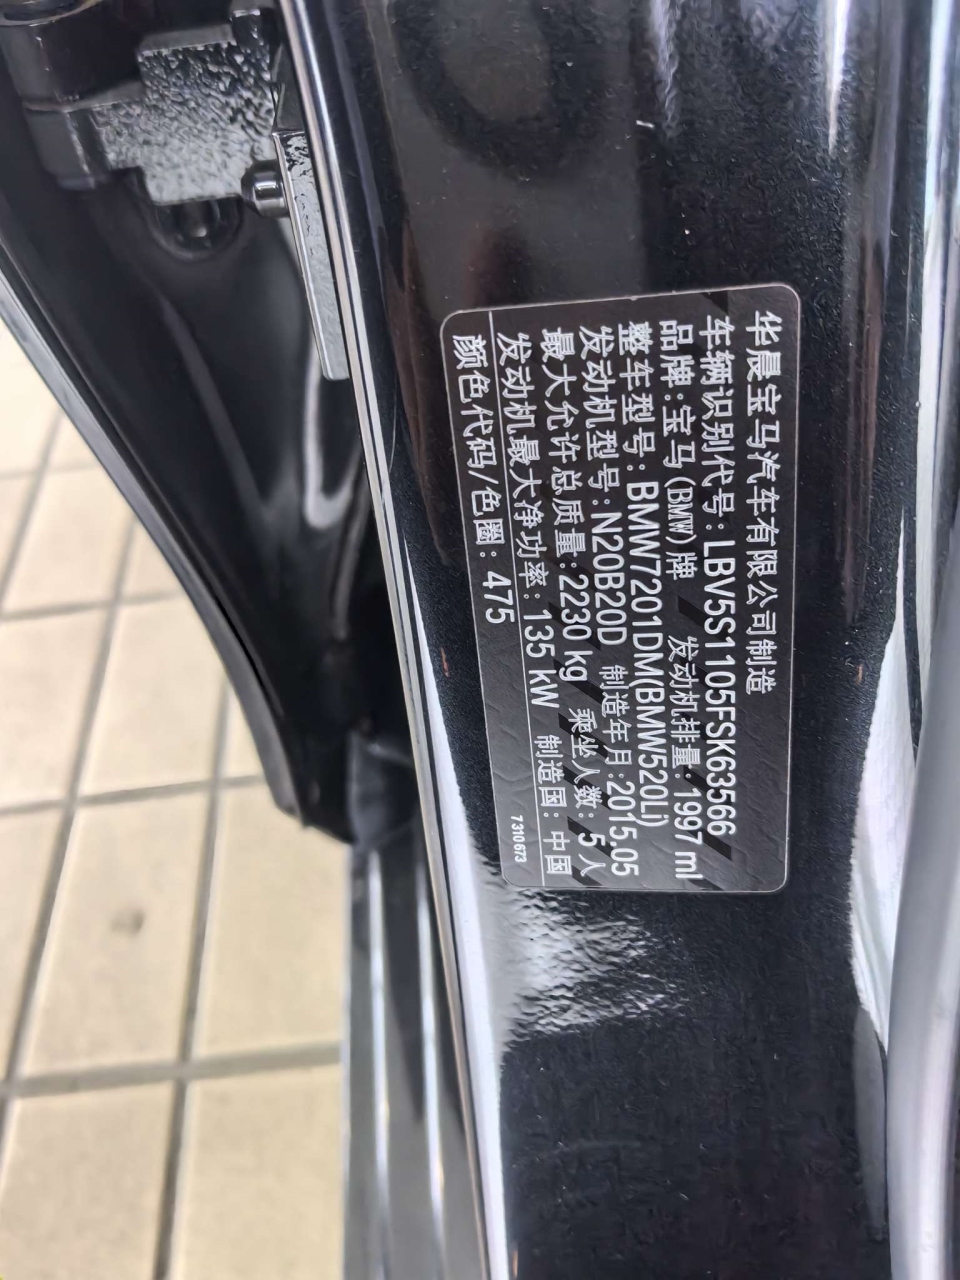 华晨宝马汽车有限公司制造
车辆识别代号:LBV5S1105FSK63566
品牌:宝马(BMW)牌 发动机排量:1997 ml
整车型号:BMW7201DM(BMW520Li)
发动机型号:N20B20D 制造年月:2015.05
最大允许总质量:2230 kg 乘坐人数: 5 人
发动机最大净功率: 135 kW 制造国: 中国
颜色代码/色圈: 475 7 310 673